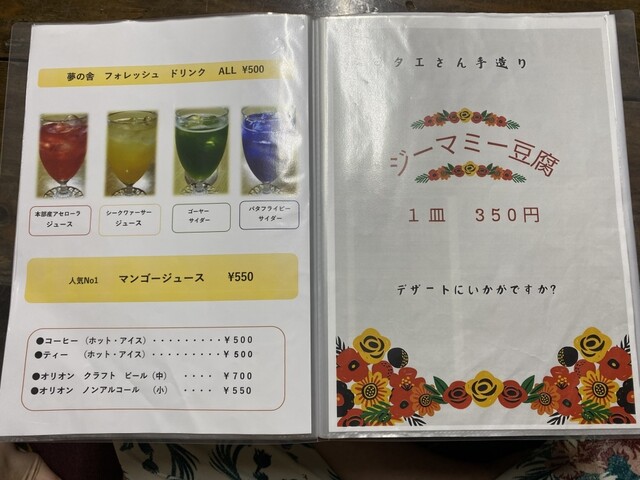 夢の舎 フォレッシュ ドリンク ALL ¥500
本部産アセローラ
ジュース
シークヮーサー
ジュース
ゴーヤー
サイダー
バタフライピー
サイダー
人気No1 マンゴージュース ¥550
●コーヒー (ホット・アイス) ‥‥‥‥‥ ¥500
●ティー (ホット・アイス) ‥‥‥‥‥ ¥500
●オリオン クラフト ビール(中) ‥‥ ¥700
●オリオン ノンアルコール (小) ‥‥ ¥550
タエさん手造り
ジーマミー豆腐
1皿 350円
デザートにいかがですか?